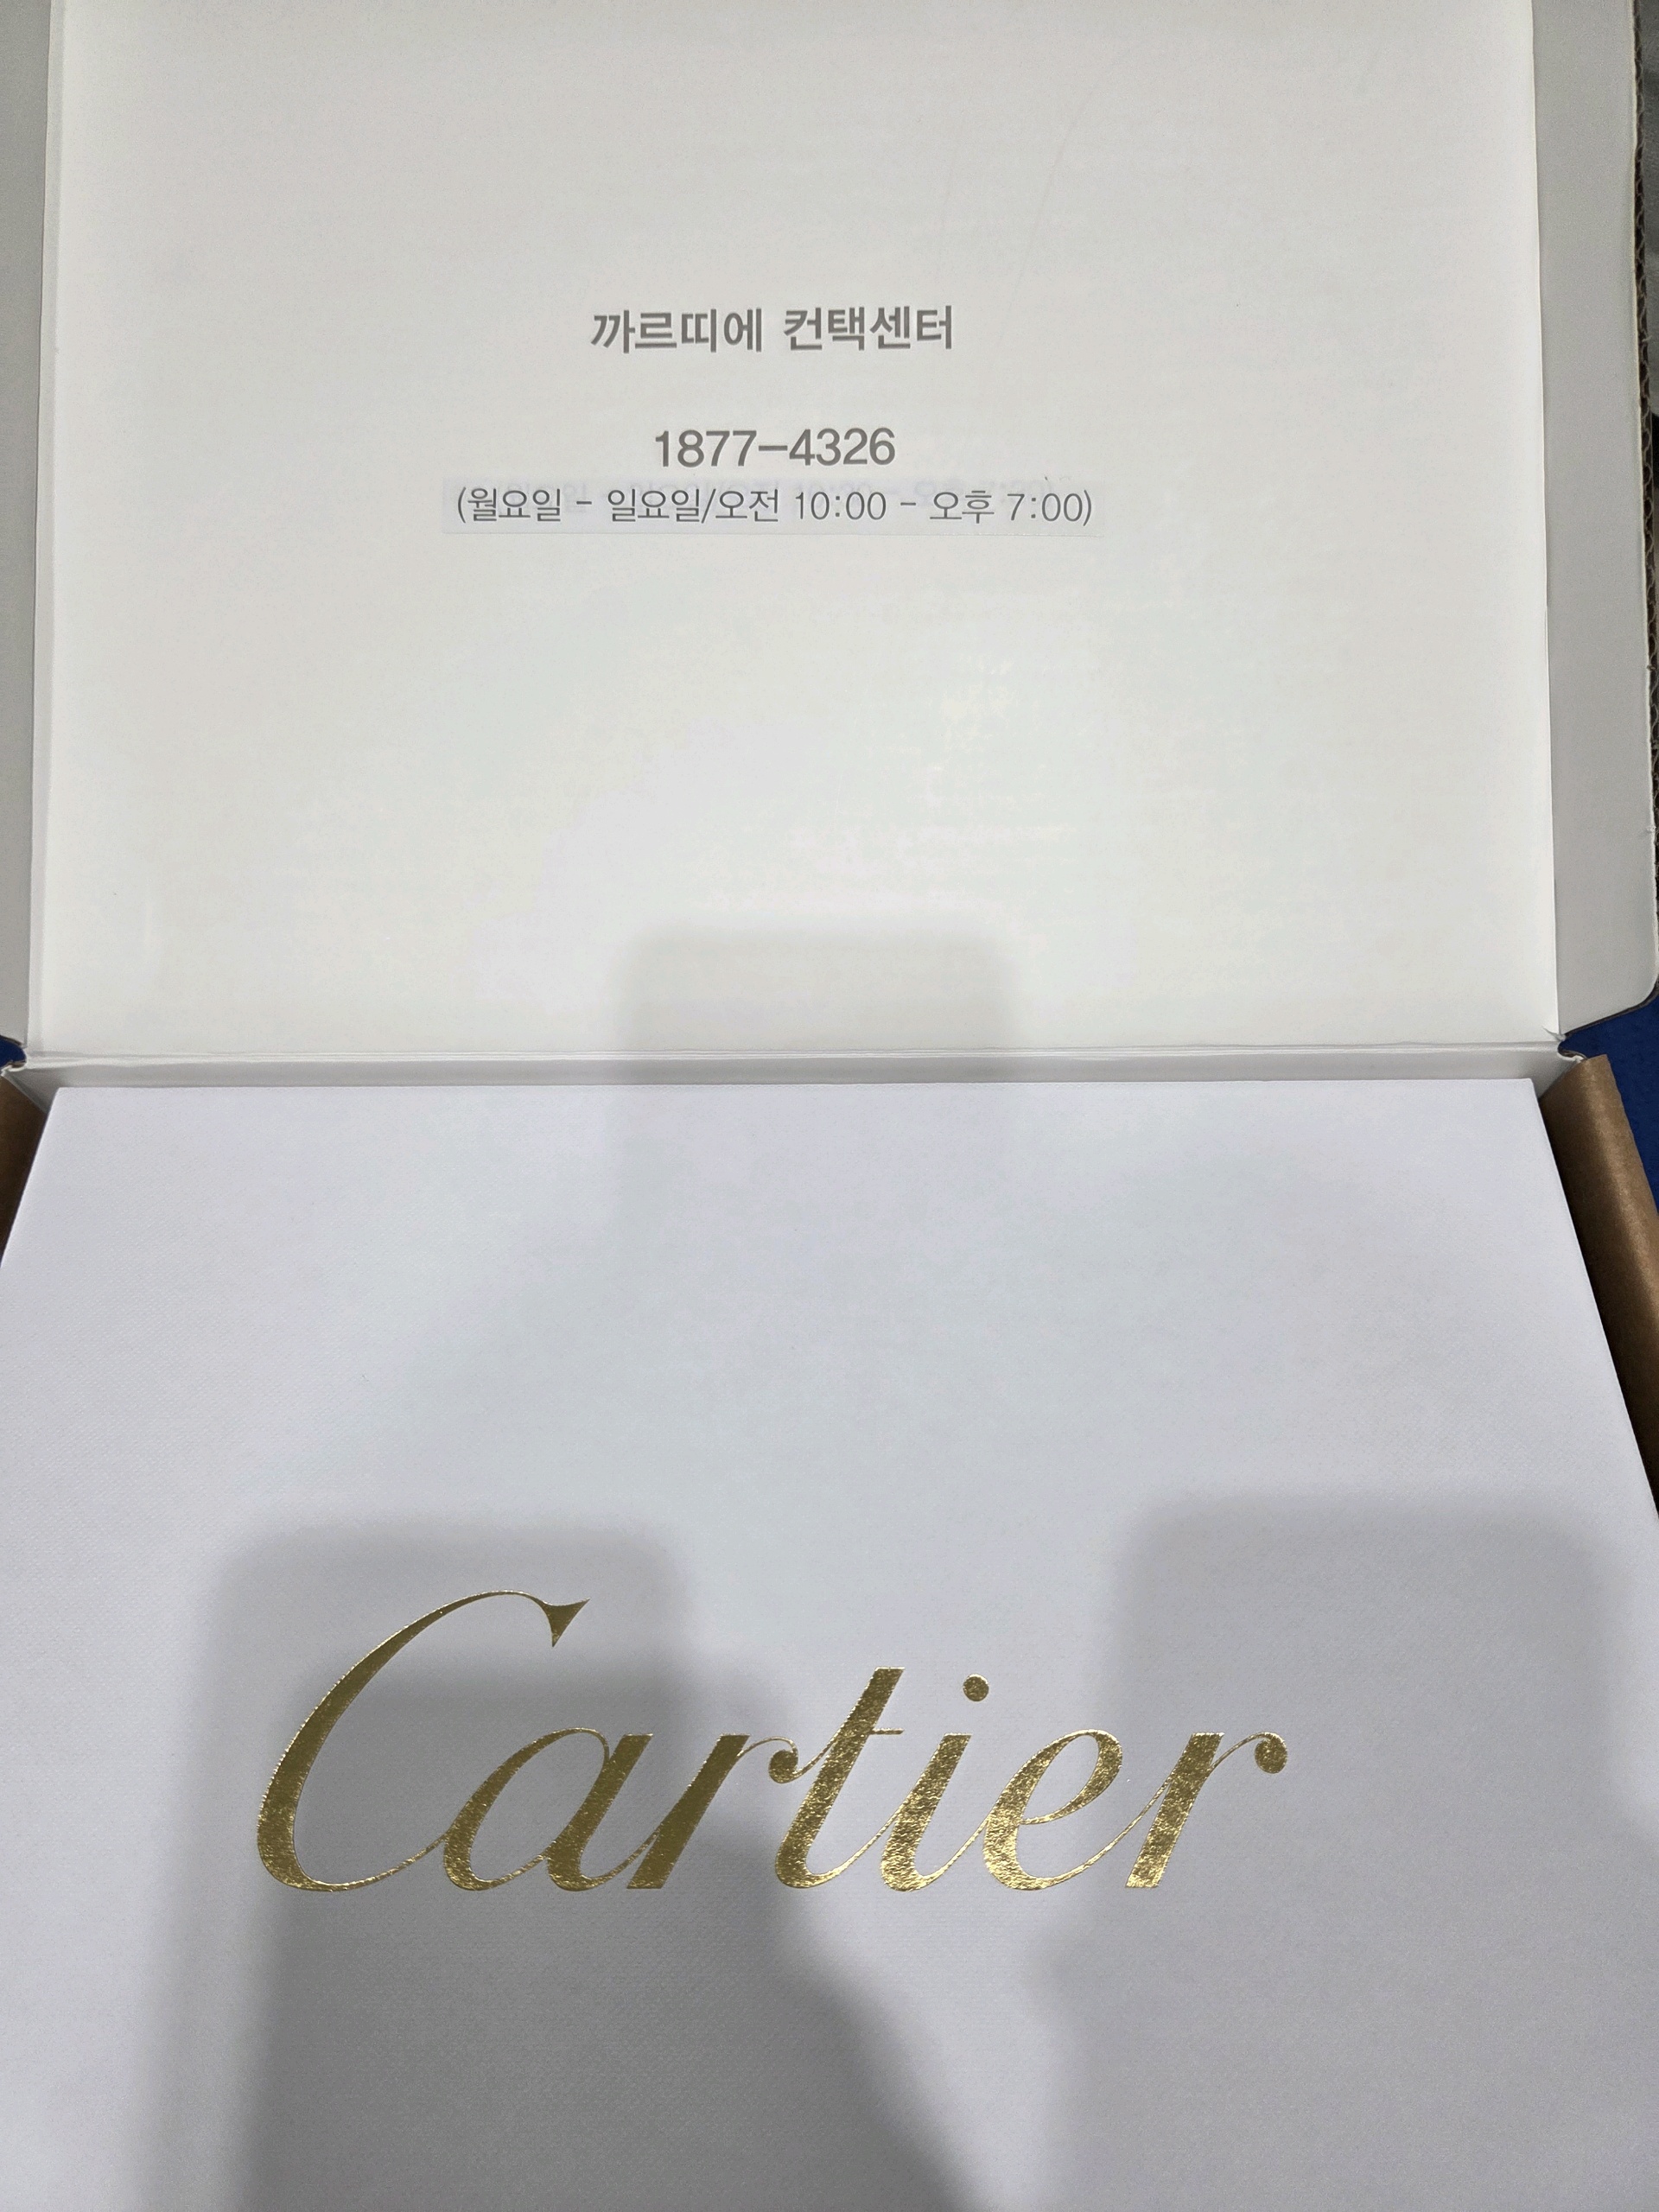 까르띠에 컨택센터
1877-4326
(월요일 - 일요일/오전 10:00 - 오후 7:00)
Cartier